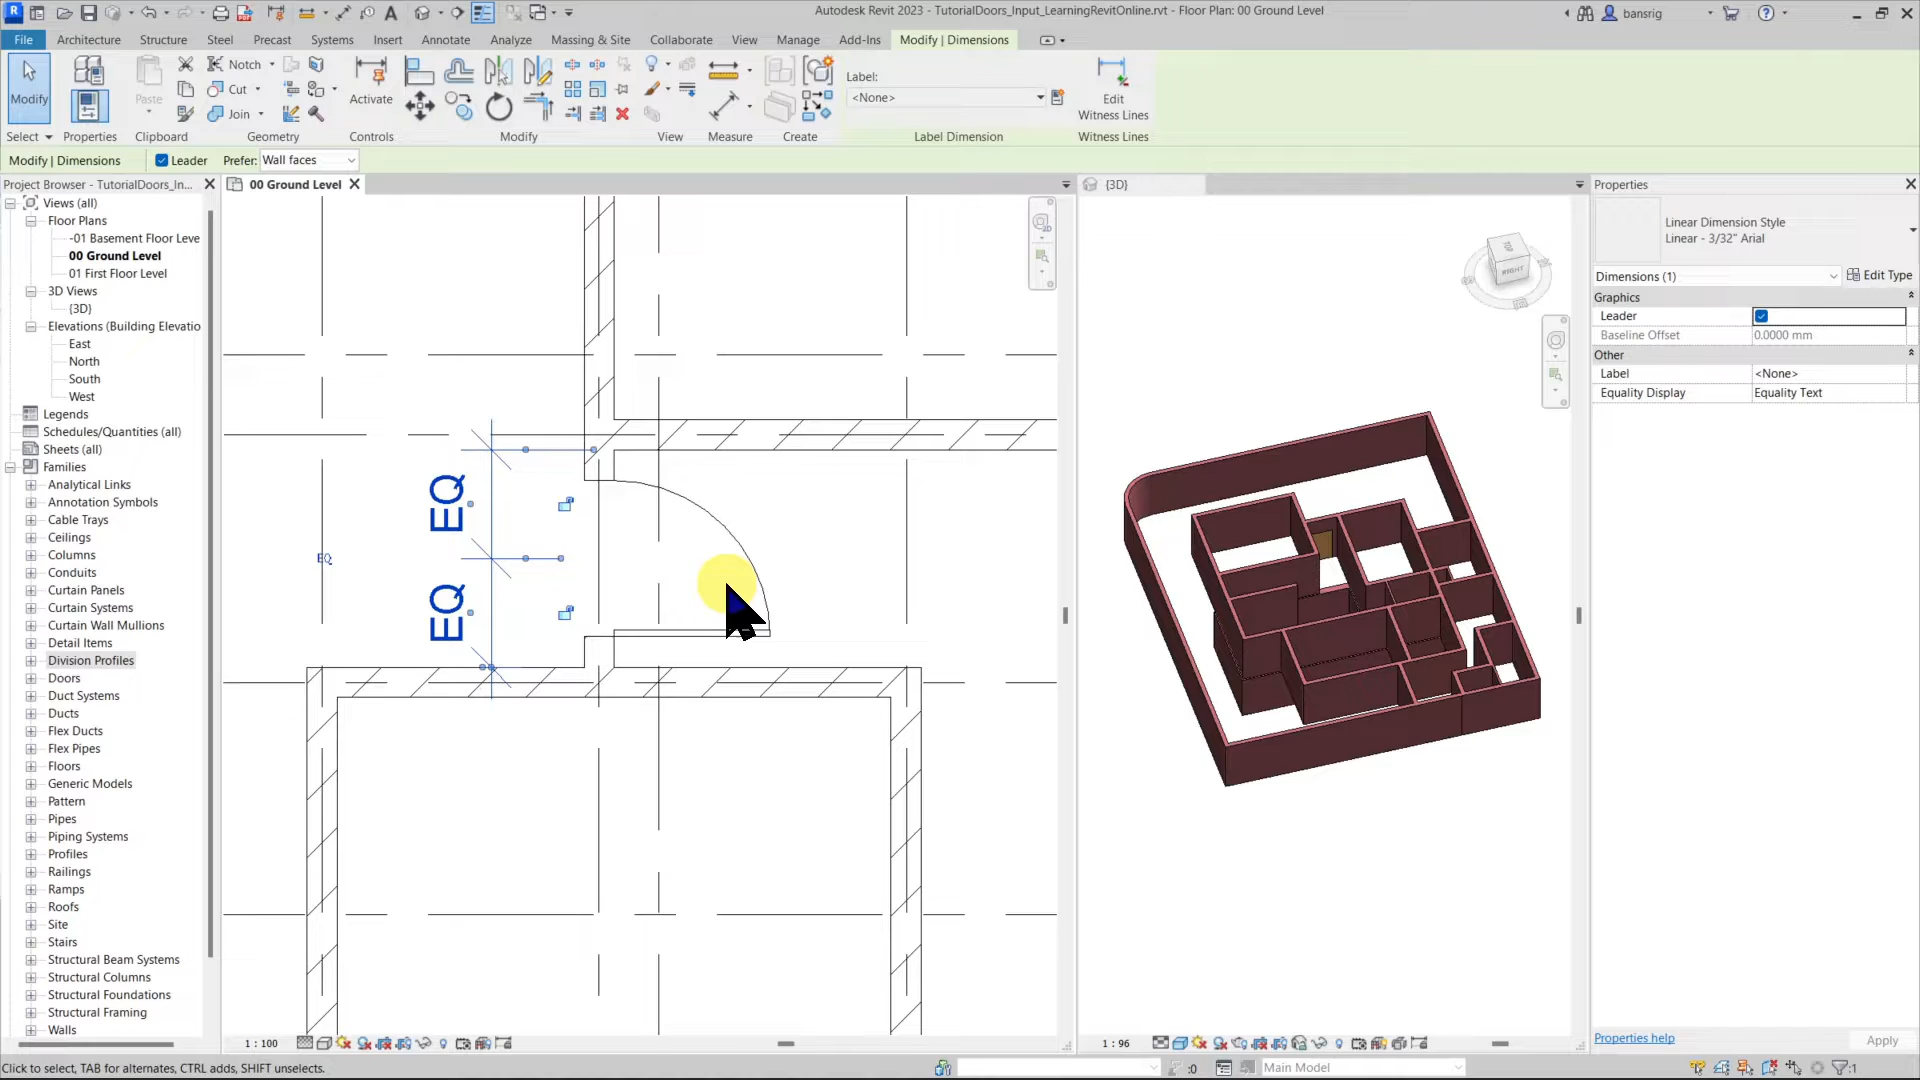 Autodesk Revit 2023 - TutorialDoors_Input_LearningRevitOnline.rvt - Floor Plan: 00 Ground Level
bansrig
File Architecture Structure Steel Precast Systems Insert Annotate Analyze Massing & Site Collaborate View Manage Add-Ins Modify | Dimensions
Modify
Paste
Notch
Cut
Join
Activate
Label:
<None>
Edit
Witness Lines
Select Properties Clipboard Geometry Controls Modify View Measure Create Label Dimension Witness Lines
Modify | Dimensions Leader Prefer: Wall faces
Project Browser - TutorialDoors_In...
Views (all)
Floor Plans
-01 Basement Floor Leve
00 Ground Level
01 First Floor Level
3D Views
{3D}
Elevations (Building Elevatio
East
North
South
West
Legends
Schedules/Quantities (all)
Sheets (all)
Families
Analytical Links
Annotation Symbols
Cable Trays
Ceilings
Columns
Conduits
Curtain Panels
Curtain Systems
Curtain Wall Mullions
Detail Items
Division Profiles
Doors
Duct Systems
Ducts
Flex Ducts
Flex Pipes
Floors
Generic Models
Pattern
Pipes
Piping Systems
Profiles
Railings
Ramps
Roofs
Site
Stairs
Structural Beam Systems
Structural Columns
Structural Foundations
Structural Framing
Walls
00 Ground Level
EQ
EQ
EQ
1 : 100
{3D}
TOP
RIGHT
1 : 96
Properties
Linear Dimension Style
Linear - 3/32" Arial
Dimensions (1)
Edit Type
Graphics
Leader
Baseline Offset 0.0000 mm
Other
Label <None>
Equality Display Equality Text
Properties help
Apply
Click to select, TAB for alternates, CTRL adds, SHIFT unselects.
:0
Main Model
:1